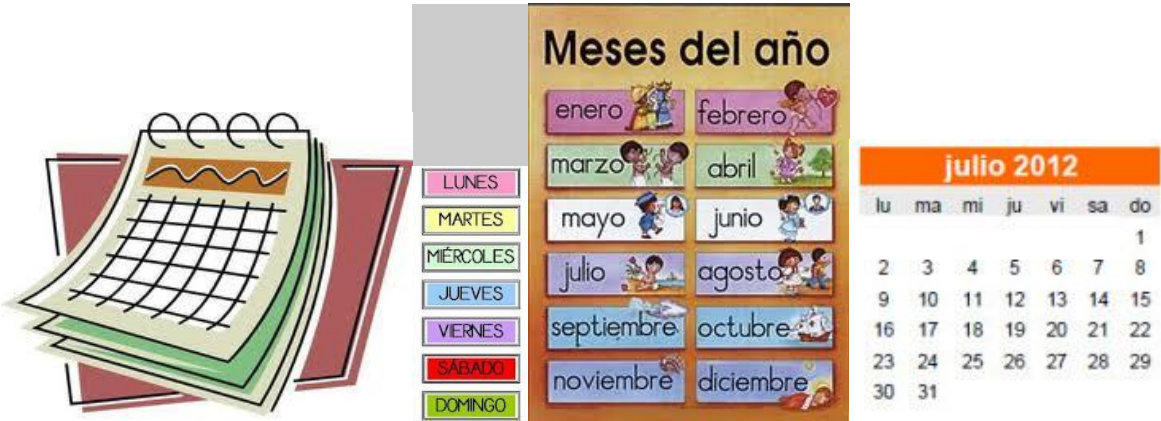 LUNES
MARTES
MIÉRCOLES
JUEVES
VIERNES
SÁBADO
DOMINGO
Meses del año
enero febrero
marzo abril
mayo junio
julio agosto
septiembre octubre
noviembre diciembre
julio 2012
lu ma mi ju vi sa do
1
2 3 4 5 6 7 8
9 10 11 12 13 14 15
16 17 18 19 20 21 22
23 24 25 26 27 28 29
30 31